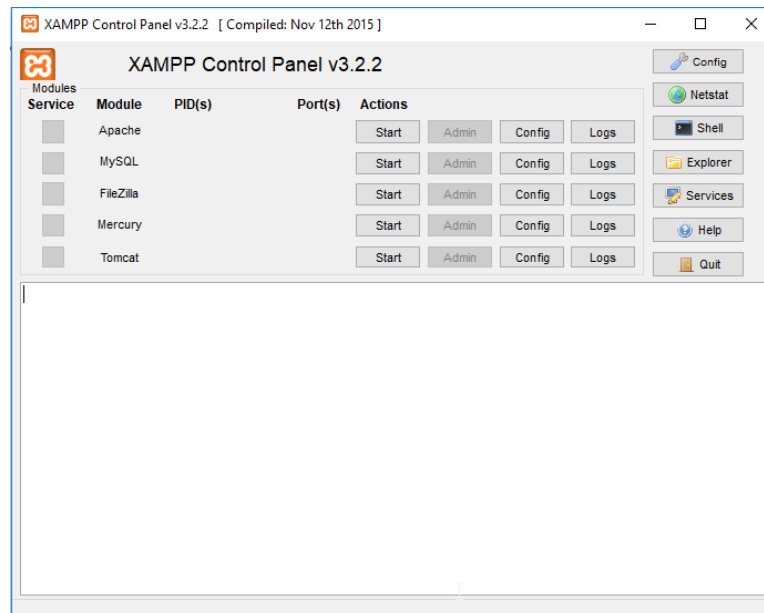 XAMPP Control Panel v3.2.2 [ Compiled: Nov 12th 2015 ]
XAMPP Control Panel v3.2.2
Config
Modules
Service Module PID(s) Port(s) Actions
Netstat
Apache Start Admin Config Logs
Shell
MySQL Start Admin Config Logs
Explorer
FileZilla Start Admin Config Logs
Services
Mercury Start Admin Config Logs
Help
Tomcat Start Admin Config Logs
Quit